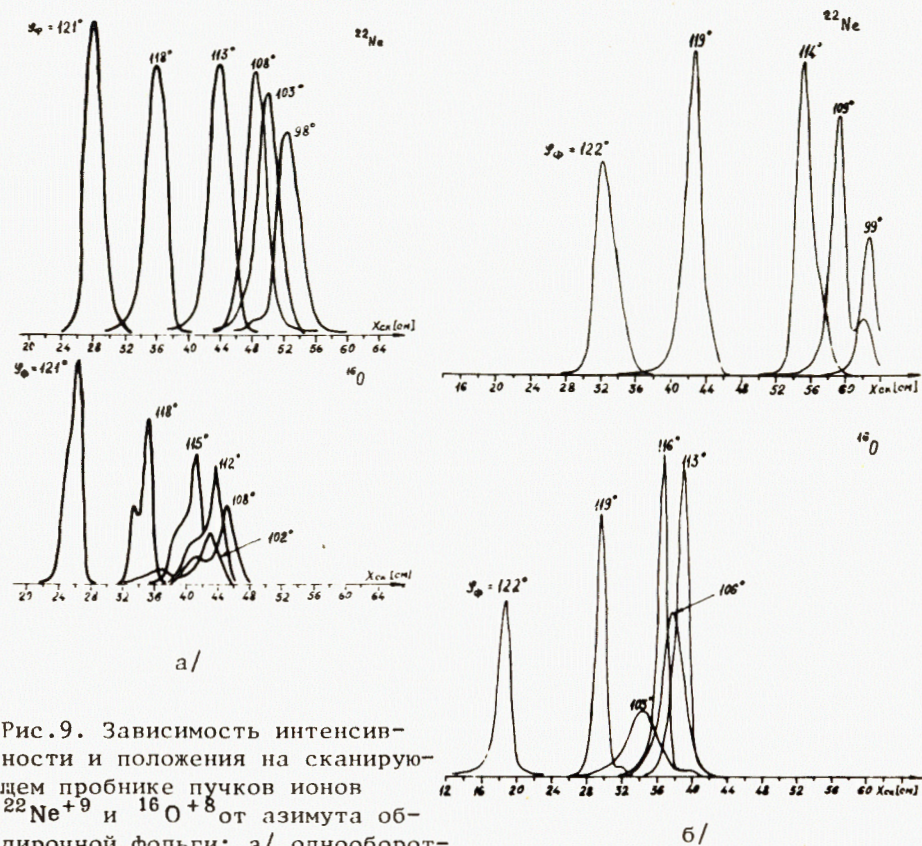 φф = 121°
118°
113°
108°
103°
98°
²²Ne
20 24 28 32 36 40 44 48 52 56 60 64
Xск[см]
φф = 121°
118°
115°
112°
108°
102°
¹⁶O
20 24 28 32 36 40 44 48 52 56 60 64
Xск[см]
а/
²²Ne
φф = 122°
119°
114°
109°
99°
16 20 24 28 32 36 40 44 48 52 56 60 Xск[см]
¹⁶O
φф = 122°
119°
116°
113°
106°
103°
12 16 20 24 28 32 36 40 44 48 52 56 60 Xск[см]
б/
Рис.9. Зависимость интенсив-
ности и положения на сканирую-
щем пробнике пучков ионов
²²Ne⁺⁹ и ¹⁶O⁺⁸ от азимута об-
дирочной фольги: а/ однооборот-